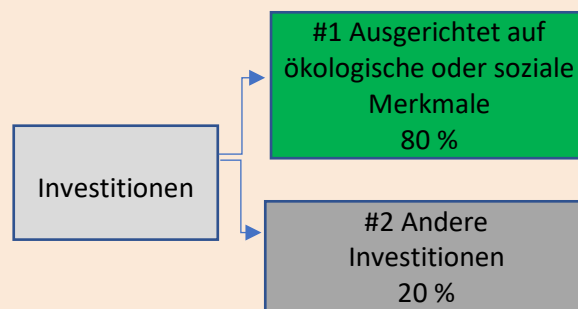 #1 Ausgerichtet auf
ökologische oder soziale
Merkmale
80 %
Investitionen
#2 Andere
Investitionen
20 %